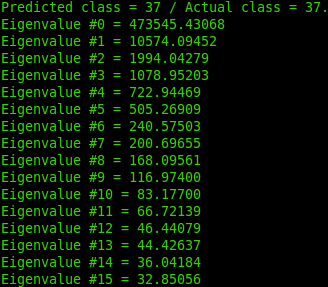 Predicted class = 37 / Actual class = 37.
Eigenvalue #0 = 473545.43068
Eigenvalue #1 = 10574.09452
Eigenvalue #2 = 1994.04279
Eigenvalue #3 = 1078.95203
Eigenvalue #4 = 722.94469
Eigenvalue #5 = 505.26909
Eigenvalue #6 = 240.57503
Eigenvalue #7 = 200.69655
Eigenvalue #8 = 168.09561
Eigenvalue #9 = 116.97400
Eigenvalue #10 = 83.17700
Eigenvalue #11 = 66.72139
Eigenvalue #12 = 46.44079
Eigenvalue #13 = 44.42637
Eigenvalue #14 = 36.04184
Eigenvalue #15 = 32.85056